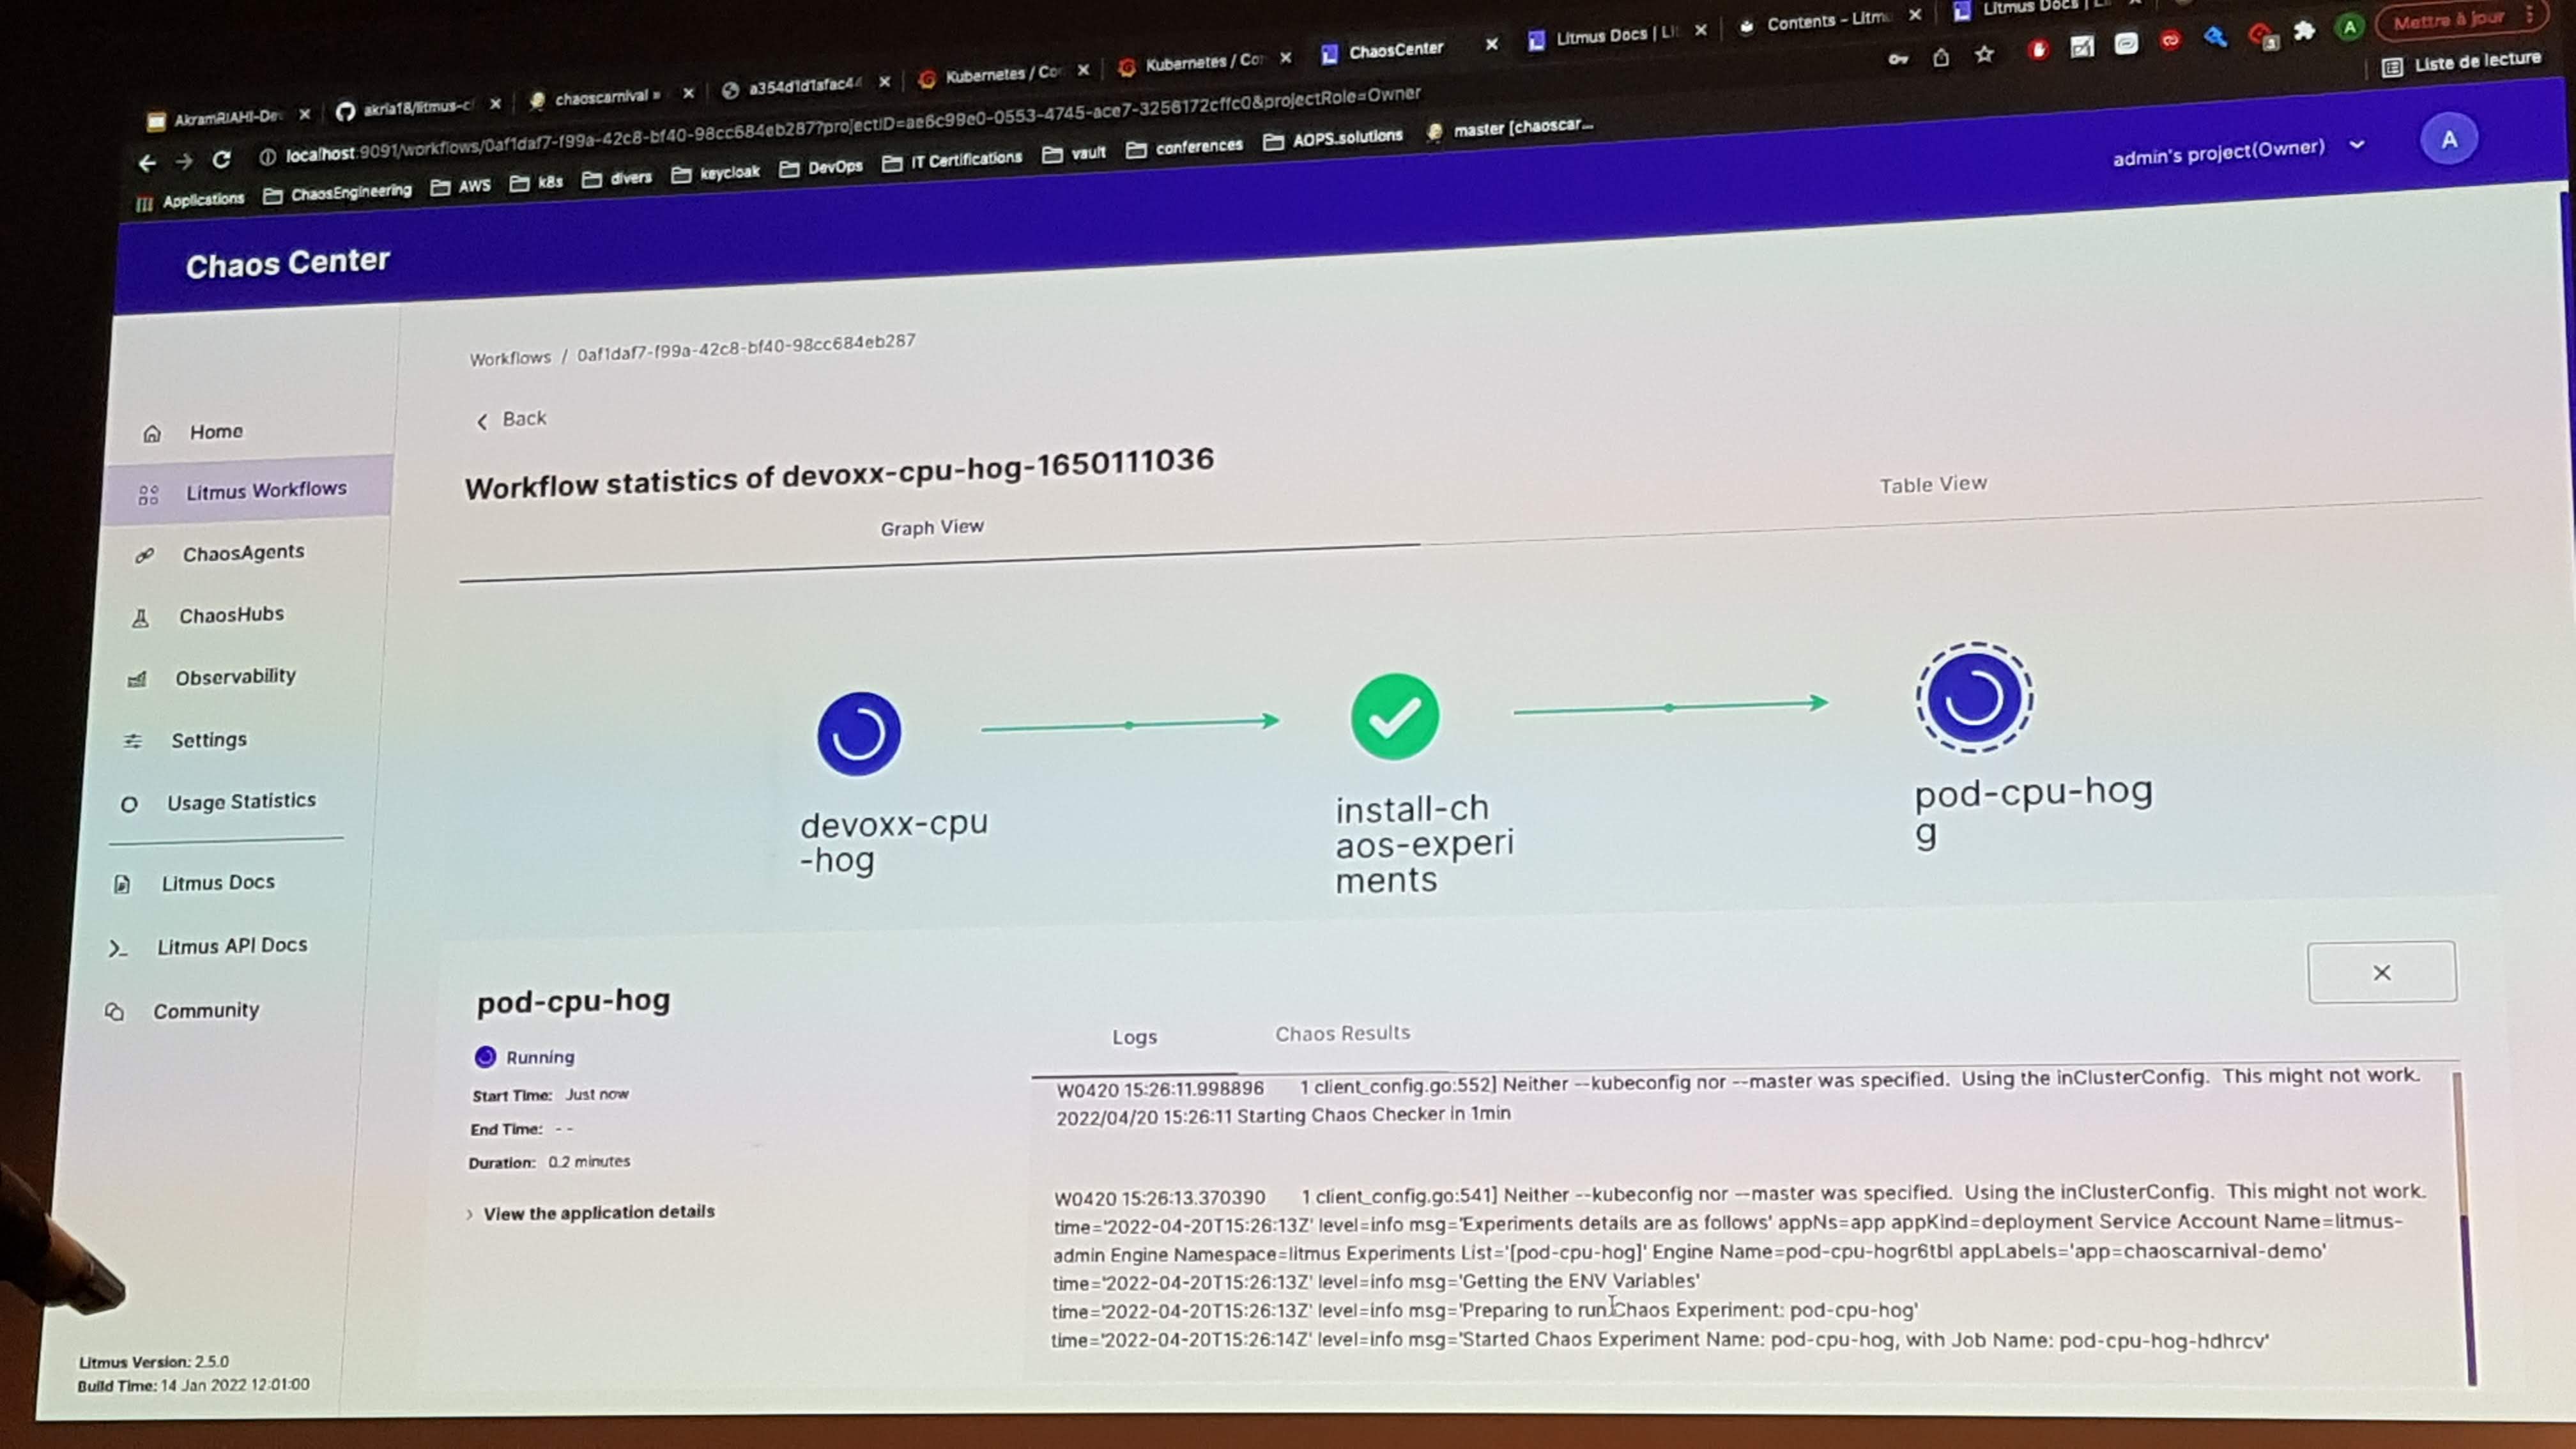 AkramRIAHI-Dev
akria18/litmus-c
chaoscarnival »
a354d1d1afac44
Kubernetes / Co
Kubernetes / Co
ChaosCenter
Litmus Docs | Li
Contents - Litmu
Litmus Docs | L
localhost:9091/workflows/0af1daf7-f99a-42c8-bf40-98cc684eb287?projectID=ae6c99e0-0553-4745-ace7-3256172cffc0&projectRole=Owner
A
Mettre à jour
Applications
ChaosEngineering
AWS
k8s
divers
keycloak
DevOps
IT Certifications
vault
conferences
AOPS.solutions
master [chaoscar...
Liste de lecture
Chaos Center
admin's project(Owner)
A
Home
Litmus Workflows
ChaosAgents
ChaosHubs
Observability
Settings
Usage Statistics
Litmus Docs
Litmus API Docs
Community
Litmus Version: 2.5.0
Build Time: 14 Jan 2022 12:01:00
Workflows / 0af1daf7-f99a-42c8-bf40-98cc684eb287
Back
Workflow statistics of devoxx-cpu-hog-1650111036
Graph View
Table View
devoxx-cpu
-hog
install-ch
aos-experi
ments
pod-cpu-hog
g
pod-cpu-hog
Running
Start Time: Just now
End Time: - -
Duration: 0.2 minutes
View the application details
Logs
Chaos Results
W0420 15:26:11.998896 1 client_config.go:552] Neither --kubeconfig nor --master was specified. Using the inClusterConfig. This might not work.
2022/04/20 15:26:11 Starting Chaos Checker in 1min
W0420 15:26:13.370390 1 client_config.go:541] Neither --kubeconfig nor --master was specified. Using the inClusterConfig. This might not work.
time='2022-04-20T15:26:13Z' level=info msg='Experiments details are as follows' appNs=app appKind=deployment Service Account Name=litmus-
admin Engine Namespace=litmus Experiments List='[pod-cpu-hog]' Engine Name=pod-cpu-hogr6tbl appLabels='app=chaoscarnival-demo'
time='2022-04-20T15:26:13Z' level=info msg='Getting the ENV Variables'
time='2022-04-20T15:26:13Z' level=info msg='Preparing to run Chaos Experiment: pod-cpu-hog'
time='2022-04-20T15:26:14Z' level=info msg='Started Chaos Experiment Name: pod-cpu-hog, with Job Name: pod-cpu-hog-hdhrcv'